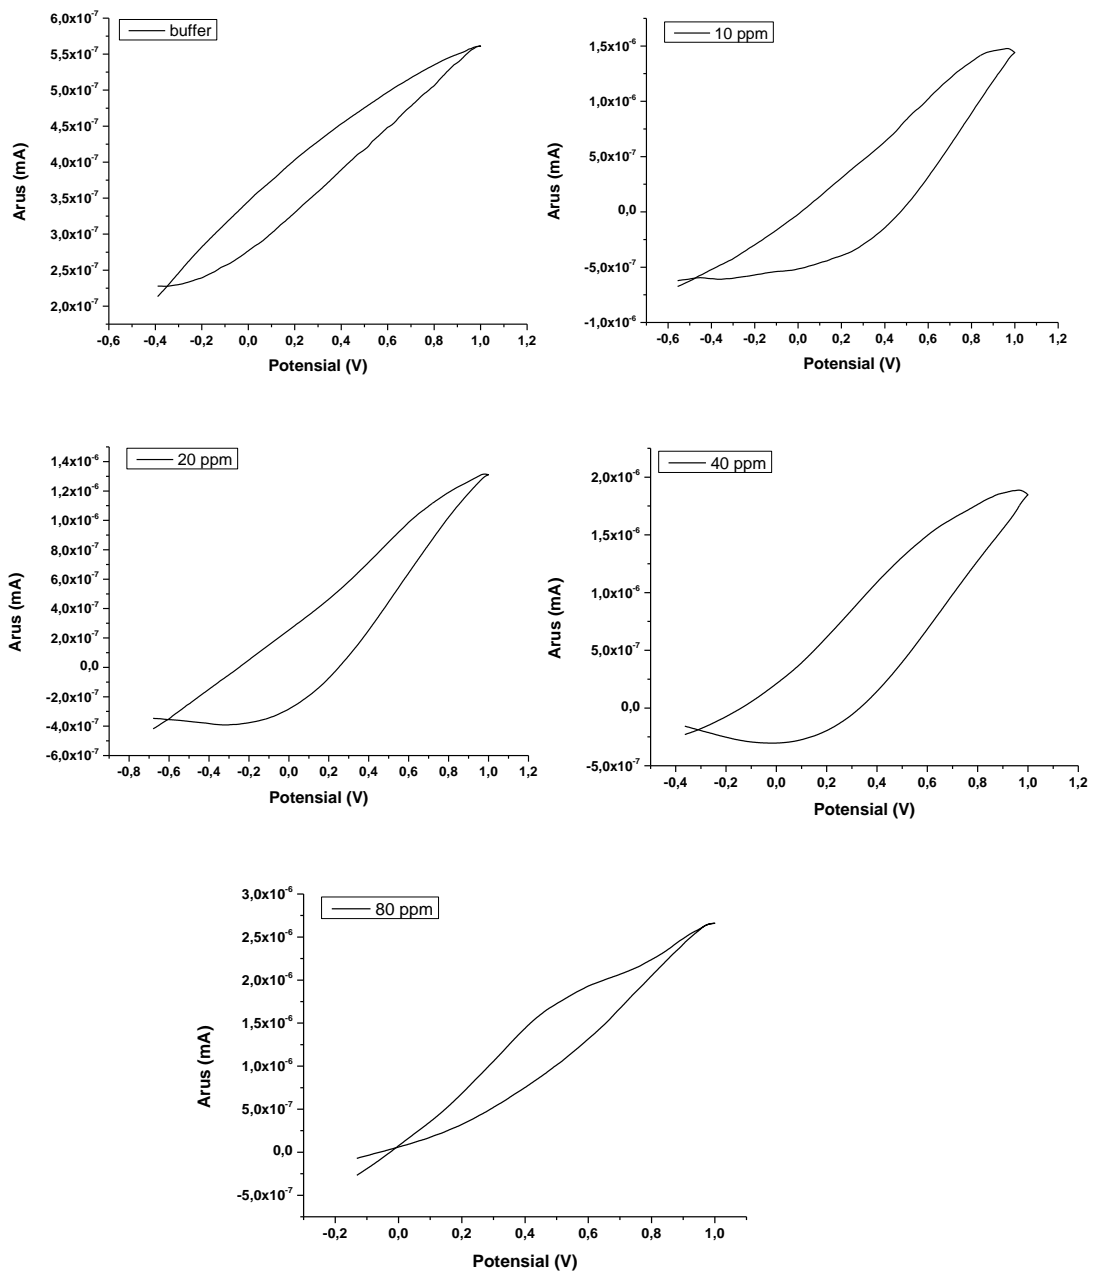 buffer
6,0x10⁻⁷
5,5x10⁻⁷
5,0x10⁻⁷
4,5x10⁻⁷
4,0x10⁻⁷
3,5x10⁻⁷
3,0x10⁻⁷
2,5x10⁻⁷
2,0x10⁻⁷
Arus (mA)
-0,6 -0,4 -0,2 0,0 0,2 0,4 0,6 0,8 1,0 1,2
Potensial (V)
10 ppm
1,5x10⁻⁶
1,0x10⁻⁶
5,0x10⁻⁷
0,0
-5,0x10⁻⁷
-1,0x10⁻⁶
Arus (mA)
-0,6 -0,4 -0,2 0,0 0,2 0,4 0,6 0,8 1,0 1,2
Potensial (V)
20 ppm
1,4x10⁻⁶
1,2x10⁻⁶
1,0x10⁻⁶
8,0x10⁻⁷
6,0x10⁻⁷
4,0x10⁻⁷
2,0x10⁻⁷
0,0
-2,0x10⁻⁷
-4,0x10⁻⁷
-6,0x10⁻⁷
Arus (mA)
-0,8 -0,6 -0,4 -0,2 0,0 0,2 0,4 0,6 0,8 1,0 1,2
Potensial (V)
40 ppm
2,0x10⁻⁶
1,5x10⁻⁶
1,0x10⁻⁶
5,0x10⁻⁷
0,0
-5,0x10⁻⁷
Arus (mA)
-0,4 -0,2 0,0 0,2 0,4 0,6 0,8 1,0 1,2
Potensial (V)
80 ppm
3,0x10⁻⁶
2,5x10⁻⁶
2,0x10⁻⁶
1,5x10⁻⁶
1,0x10⁻⁶
5,0x10⁻⁷
0,0
-5,0x10⁻⁷
Arus (mA)
-0,2 0,0 0,2 0,4 0,6 0,8 1,0
Potensial (V)